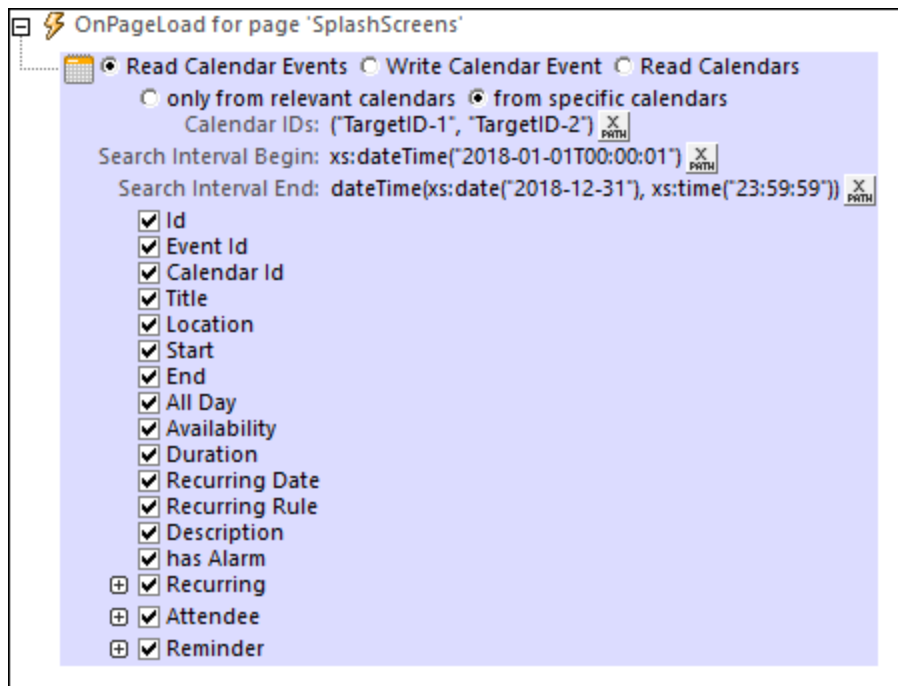 OnPageLoad for page 'SplashScreens'
Read Calendar Events Write Calendar Event Read Calendars
only from relevant calendars from specific calendars
Calendar IDs: ("TargetID-1", "TargetID-2") X PATH
Search Interval Begin: xs:dateTime("2018-01-01T00:00:01") X PATH
Search Interval End: dateTime(xs:date("2018-12-31"), xs:time("23:59:59")) X PATH
Id
Event Id
Calendar Id
Title
Location
Start
End
All Day
Availability
Duration
Recurring Date
Recurring Rule
Description
has Alarm
Recurring
Attendee
Reminder